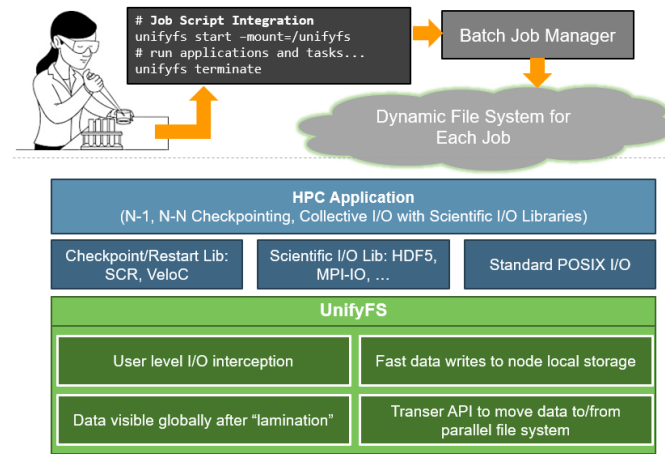 # Job Script Integration
unifyfs start –mount=/unifyfs
# run applications and tasks...
unifyfs terminate
Batch Job Manager
Dynamic File System for
Each Job
HPC Application
(N-1, N-N Checkpointing, Collective I/O with Scientific I/O Libraries)
Checkpoint/Restart Lib:
SCR, VeloC
Scientific I/O Lib: HDF5,
MPI-IO, …
Standard POSIX I/O
UnifyFS
User level I/O interception
Fast data writes to node local storage
Data visible globally after “lamination”
Transer API to move data to/from
parallel file system